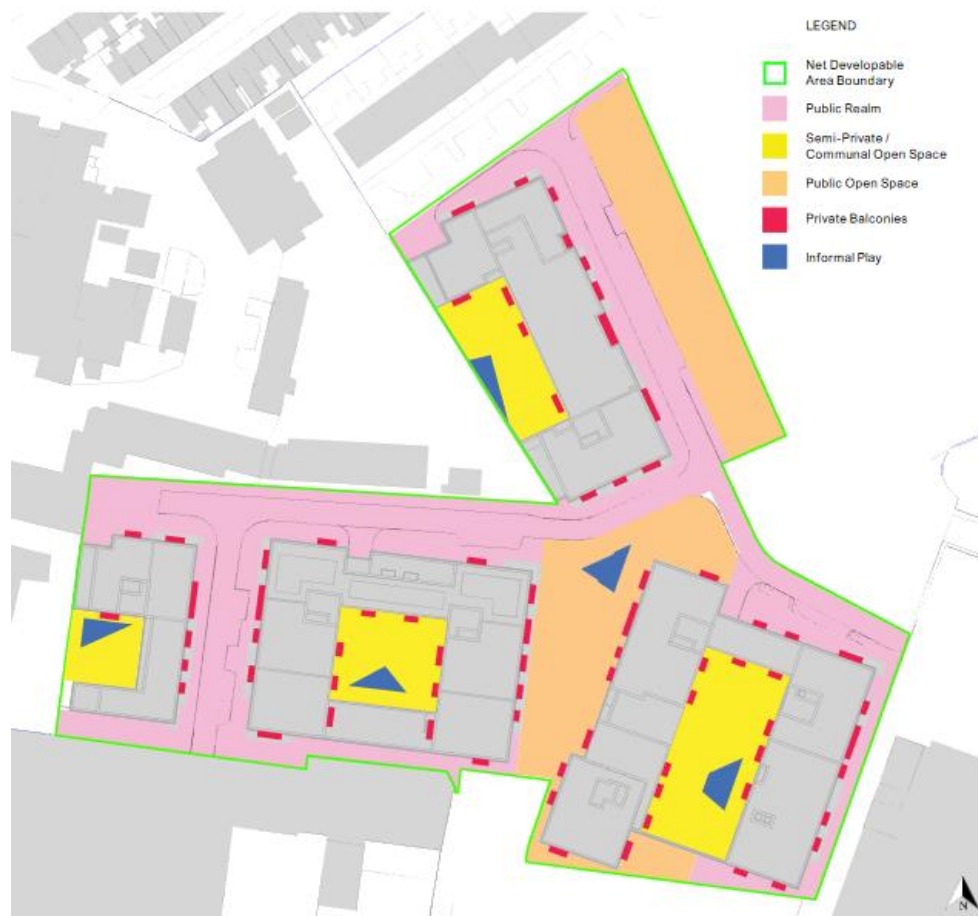 LEGEND
Net Developable
Area Boundary
Public Realm
Semi-Private /
Communal Open Space
Public Open Space
Private Balconies
Informal Play
N